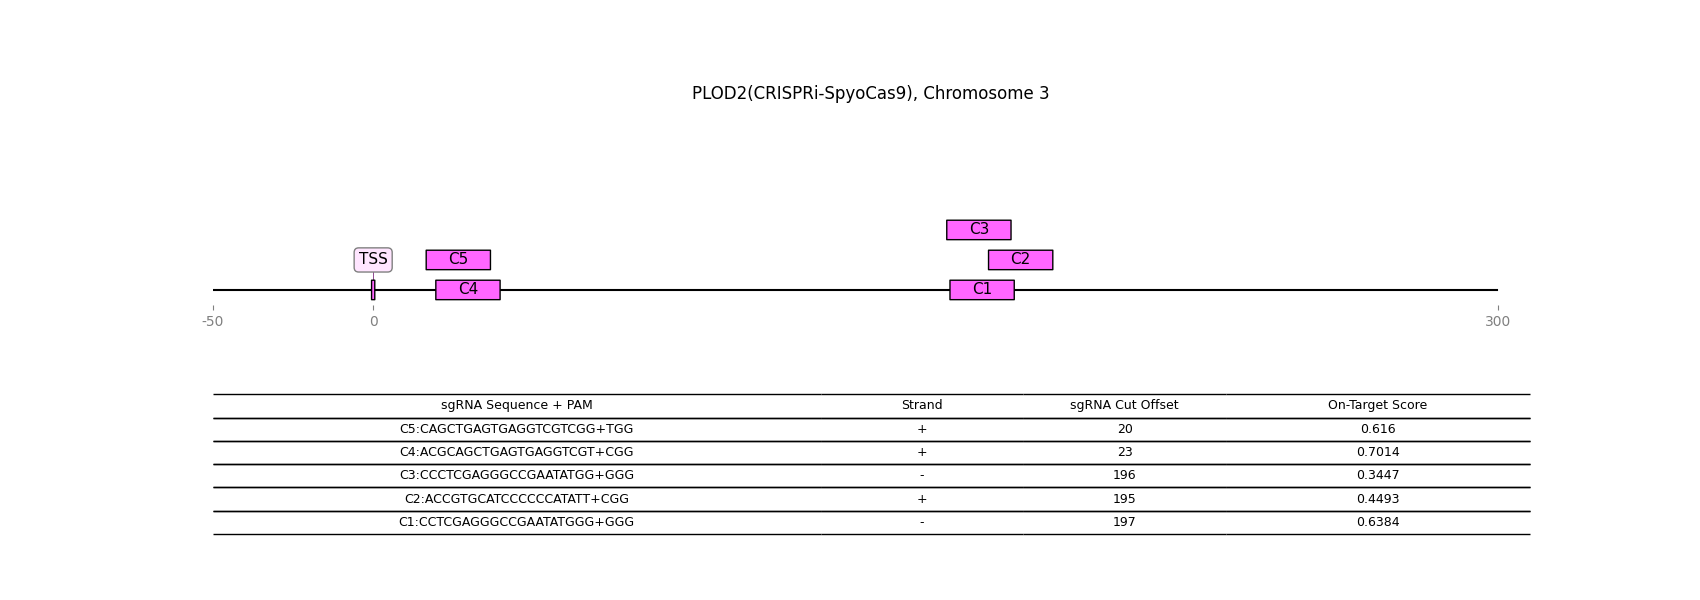 PLOD2(CRISPRi-SpyoCas9), Chromosome 3
C3
TSS C5 C2
C4 C1
-50 0 300
sgRNA Sequence + PAM Strand sgRNA Cut Offset On-Target Score
C5:CAGCTGAGTGAGGTCGTCGG+TGG + 20 0.616
C4:ACGCAGCTGAGTGAGGTCGT+CGG + 23 0.7014
C3:CCCTCGAGGGCCGAATATGG+GGG - 196 0.3447
C2:ACCGTGCATCCCCCCATATT+CGG + 195 0.4493
C1:CCTCGAGGGCCGAATATGGG+GGG - 197 0.6384